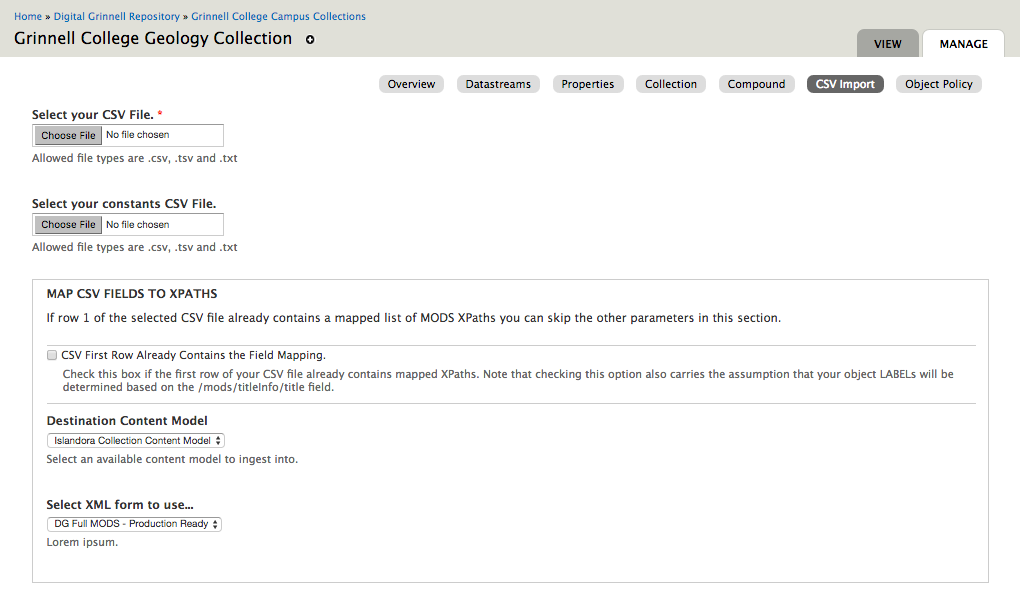 Home » Digital Grinnell Repository » Grinnell College Campus Collections
Grinnell College Geology Collection
VIEW
MANAGE
Overview
Datastreams
Properties
Collection
Compound
CSV Import
Object Policy
Select your CSV File. *
Choose File No file chosen
Allowed file types are .csv, .tsv and .txt
Select your constants CSV File.
Choose File No file chosen
Allowed file types are .csv, .tsv and .txt
MAP CSV FIELDS TO XPATHS
If row 1 of the selected CSV file already contains a mapped list of MODS XPaths you can skip the other parameters in this section.
CSV First Row Already Contains the Field Mapping.
Check this box if the first row of your CSV file already contains mapped XPaths. Note that checking this option also carries the assumption that your object LABELs will be
determined based on the /mods/titleInfo/title field.
Destination Content Model
Islandora Collection Content Model
Select an available content model to ingest into.
Select XML form to use...
DG Full MODS - Production Ready
Lorem ipsum.